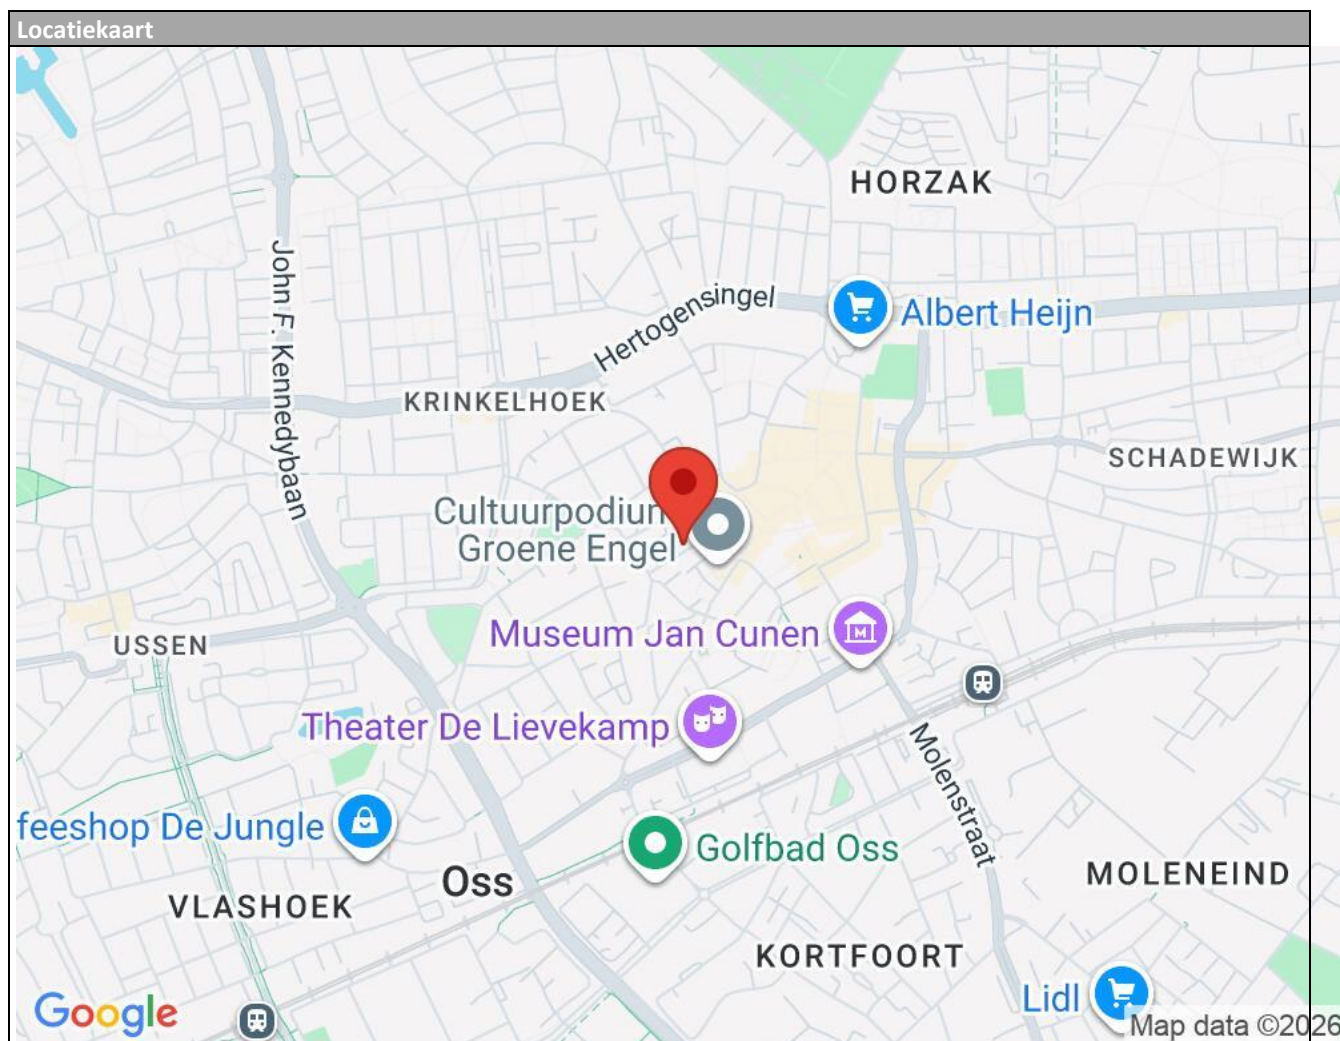 Locatiekaart
HORZAK
John F. Kennedybaan
Hertogensingel
Albert Heijn
KRINKELHOEK
SCHADEWIJK
Cultuurpodium
Groene Engel
USSEN
Museum Jan Cunen
Theater De Lievekamp
Molenstraat
feeshop De Jungle
Golfbad Oss
Oss
MOLENEIND
VLASHOEK
KORTFOORT
Lidl
Google
Map data ©2026